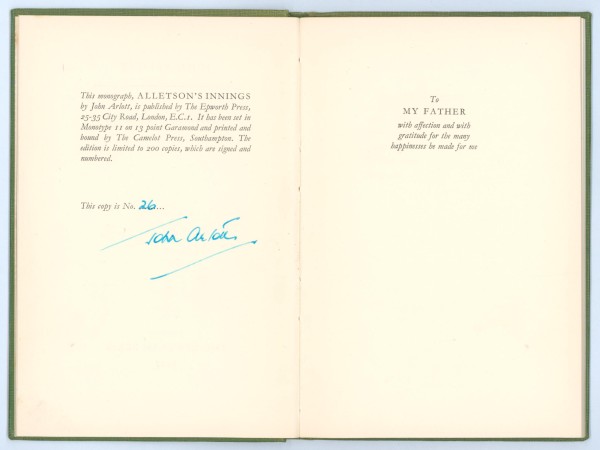 This monograph, ALLETSON'S INNINGS
by John Arlott, is published by The Epworth Press,
25-35 City Road, London, E.C.1. It has been set in
Monotype 11 on 13 point Garamond and printed and
bound by The Camelot Press, Southampton. The
edition is limited to 200 copies, which are signed and
numbered.
This copy is No. 26...
John Arlott
To
MY FATHER
with affection and with
gratitude for the many
happinesses he made for me